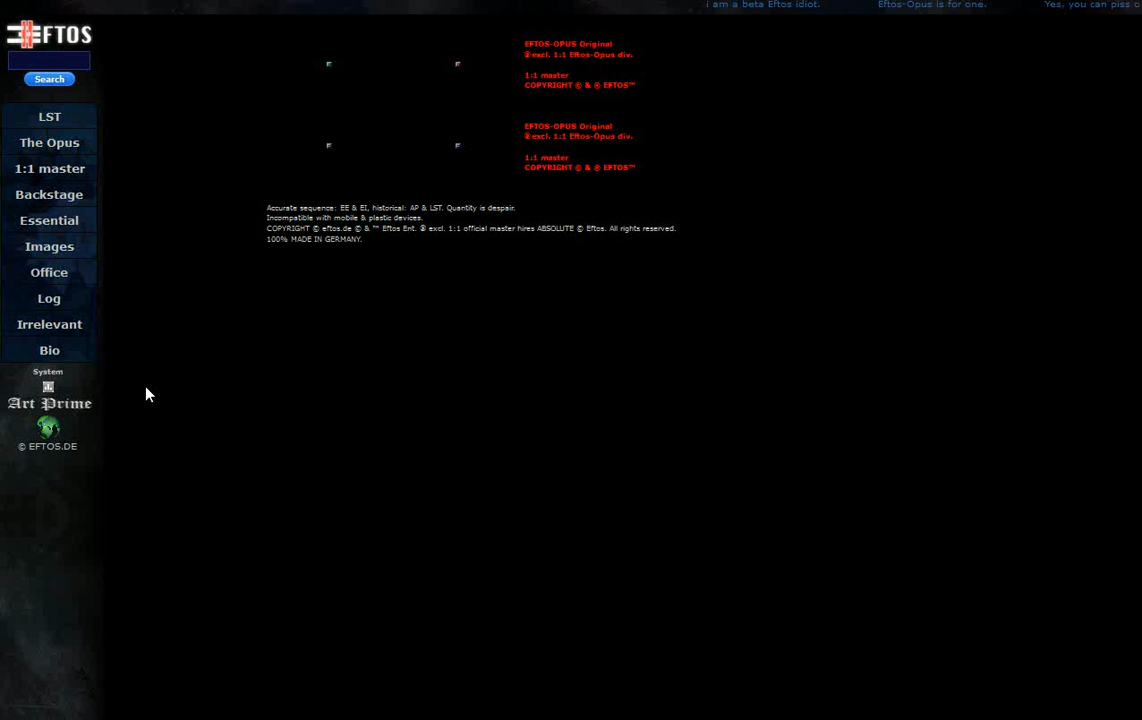 i am a beta Eftos idiot. Eftos-Opus is for one. Yes, you can piss
EFTOS
Search
LST
The Opus
1:1 master
Backstage
Essential
Images
Office
Log
Irrelevant
Bio
System
Art Prime
© EFTOS.DE
EFTOS-OPUS Original
excl. 1:1 Eftos-Opus div.
1:1 master
COPYRIGHT © & ® EFTOS™
EFTOS-OPUS Original
excl. 1:1 Eftos-Opus div.
1:1 master
COPYRIGHT © & ® EFTOS™
Accurate sequence: EE & EI, historical: AP & LST. Quantity is despair.
Incompatible with mobile & plastic devices.
COPYRIGHT © eftos.de © & ™ Eftos Ent. excl. 1:1 official master hires ABSOLUTE © Eftos. All rights reserved.
100% MADE IN GERMANY.